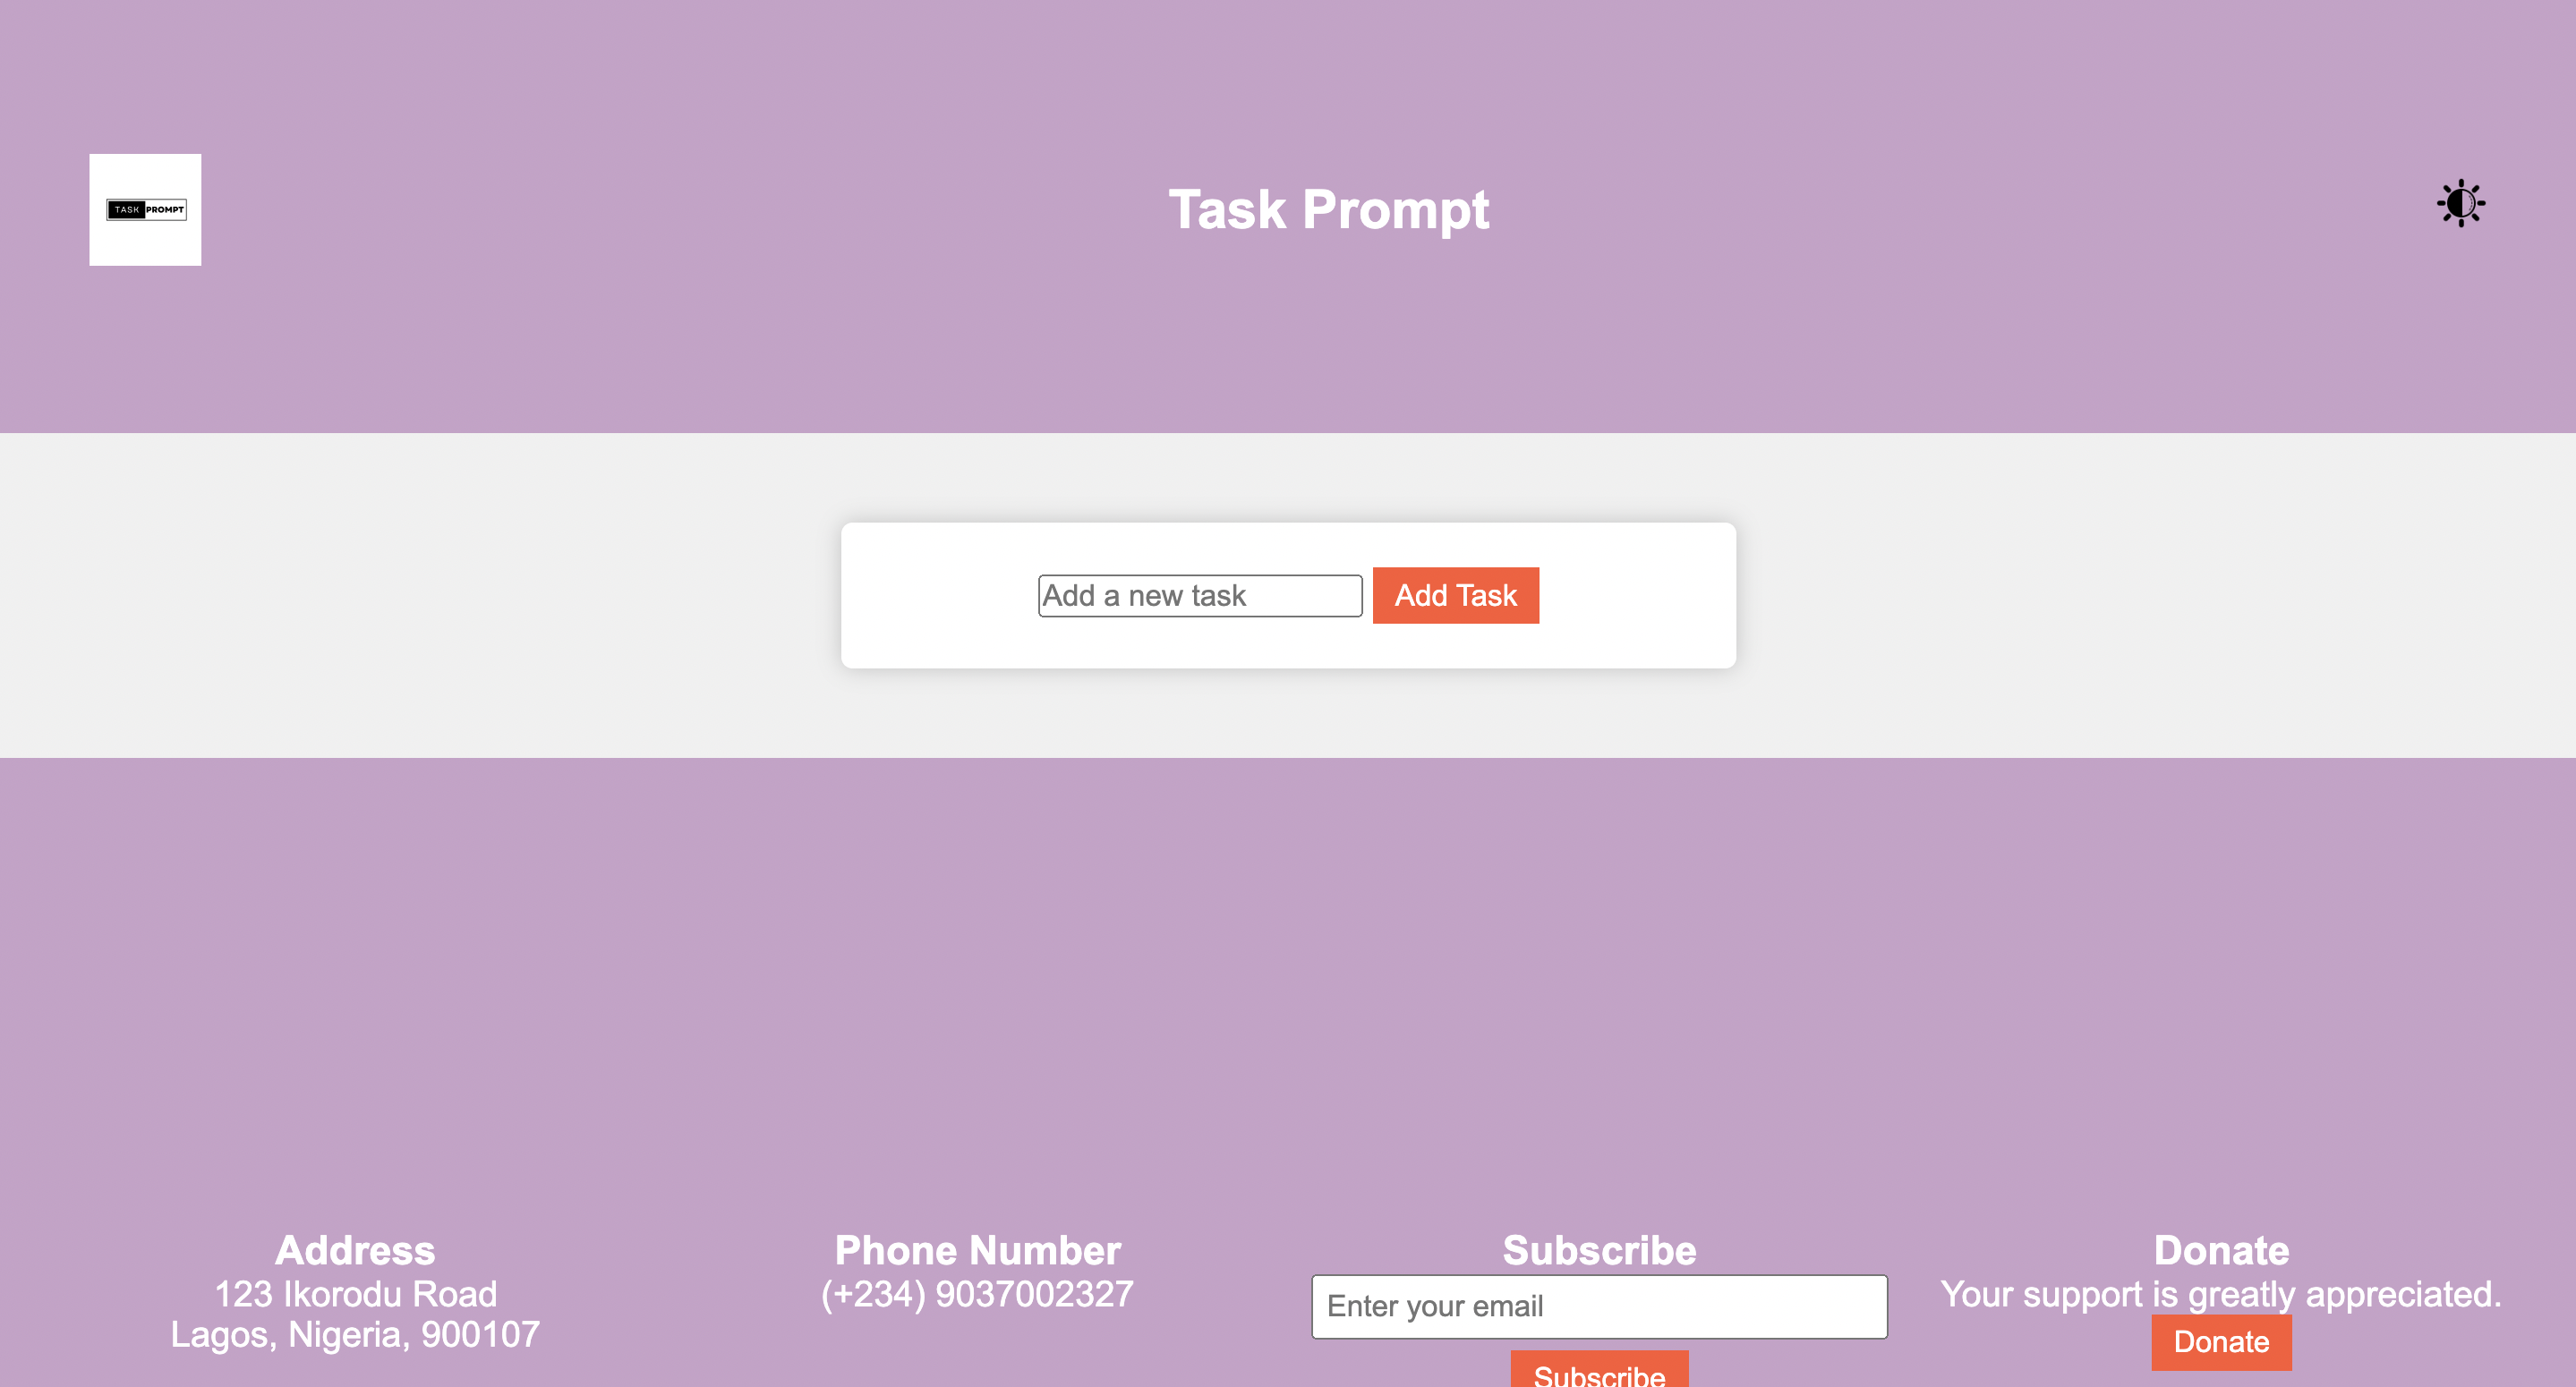 TASK PROMPT
Task Prompt
Add a new task
Add Task
Address
123 Ikorodu Road
Lagos, Nigeria, 900107
Phone Number
(+234) 9037002327
Subscribe
Enter your email
Subscribe
Donate
Your support is greatly appreciated.
Donate